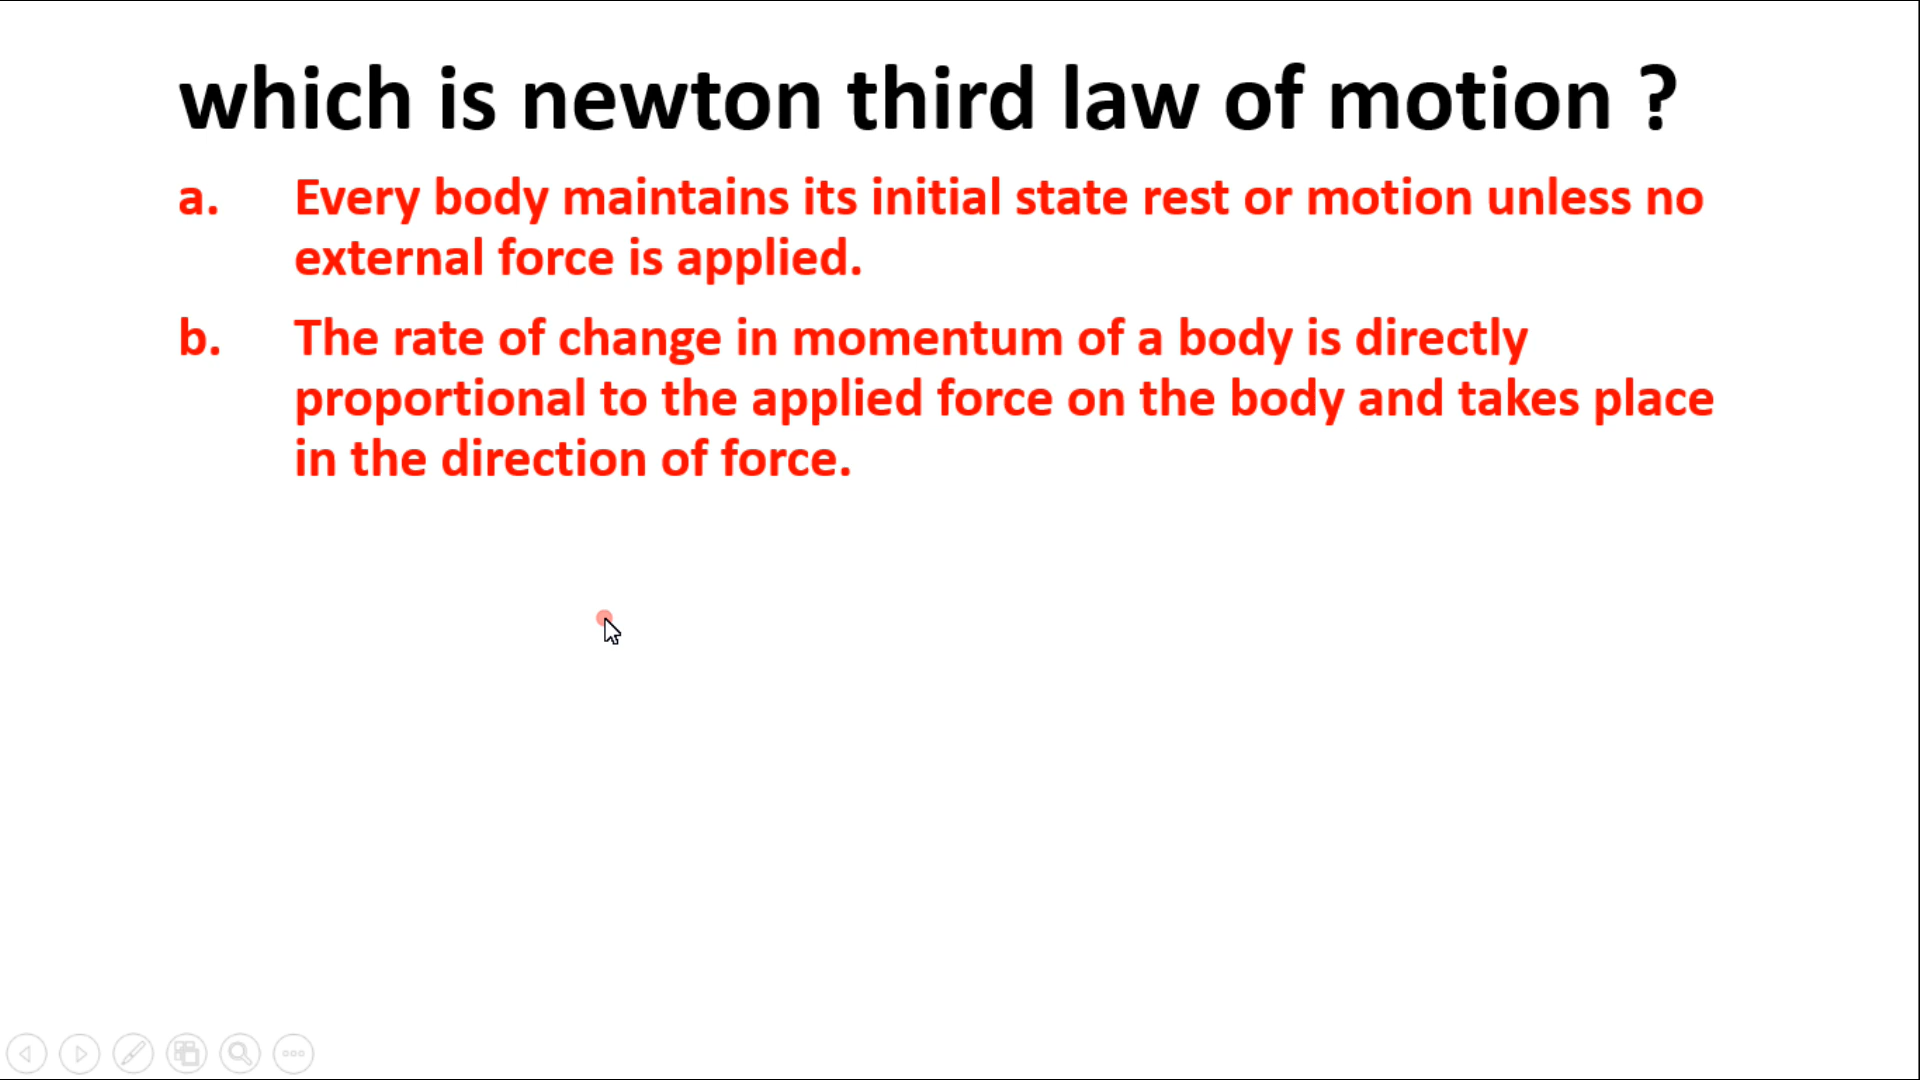 which is newton third law of motion ?
a. Every body maintains its initial state rest or motion unless no
external force is applied.
b. The rate of change in momentum of a body is directly
proportional to the applied force on the body and takes place
in the direction of force.